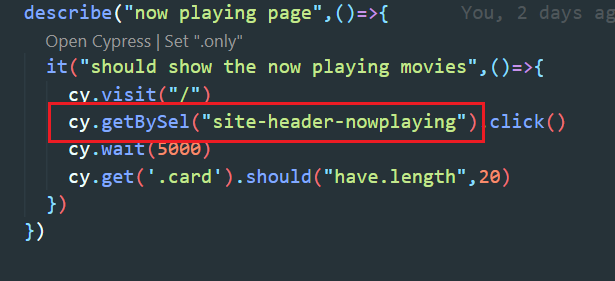 describe("now playing page",()=>{ You, 2 days ag
Open Cypress | Set ".only"
it("should show the now playing movies",()=>{
cy.visit("/")
cy.getBySel("site-header-nowplaying").click()
cy.wait(5000)
cy.get('.card').should("have.length",20)
})
})